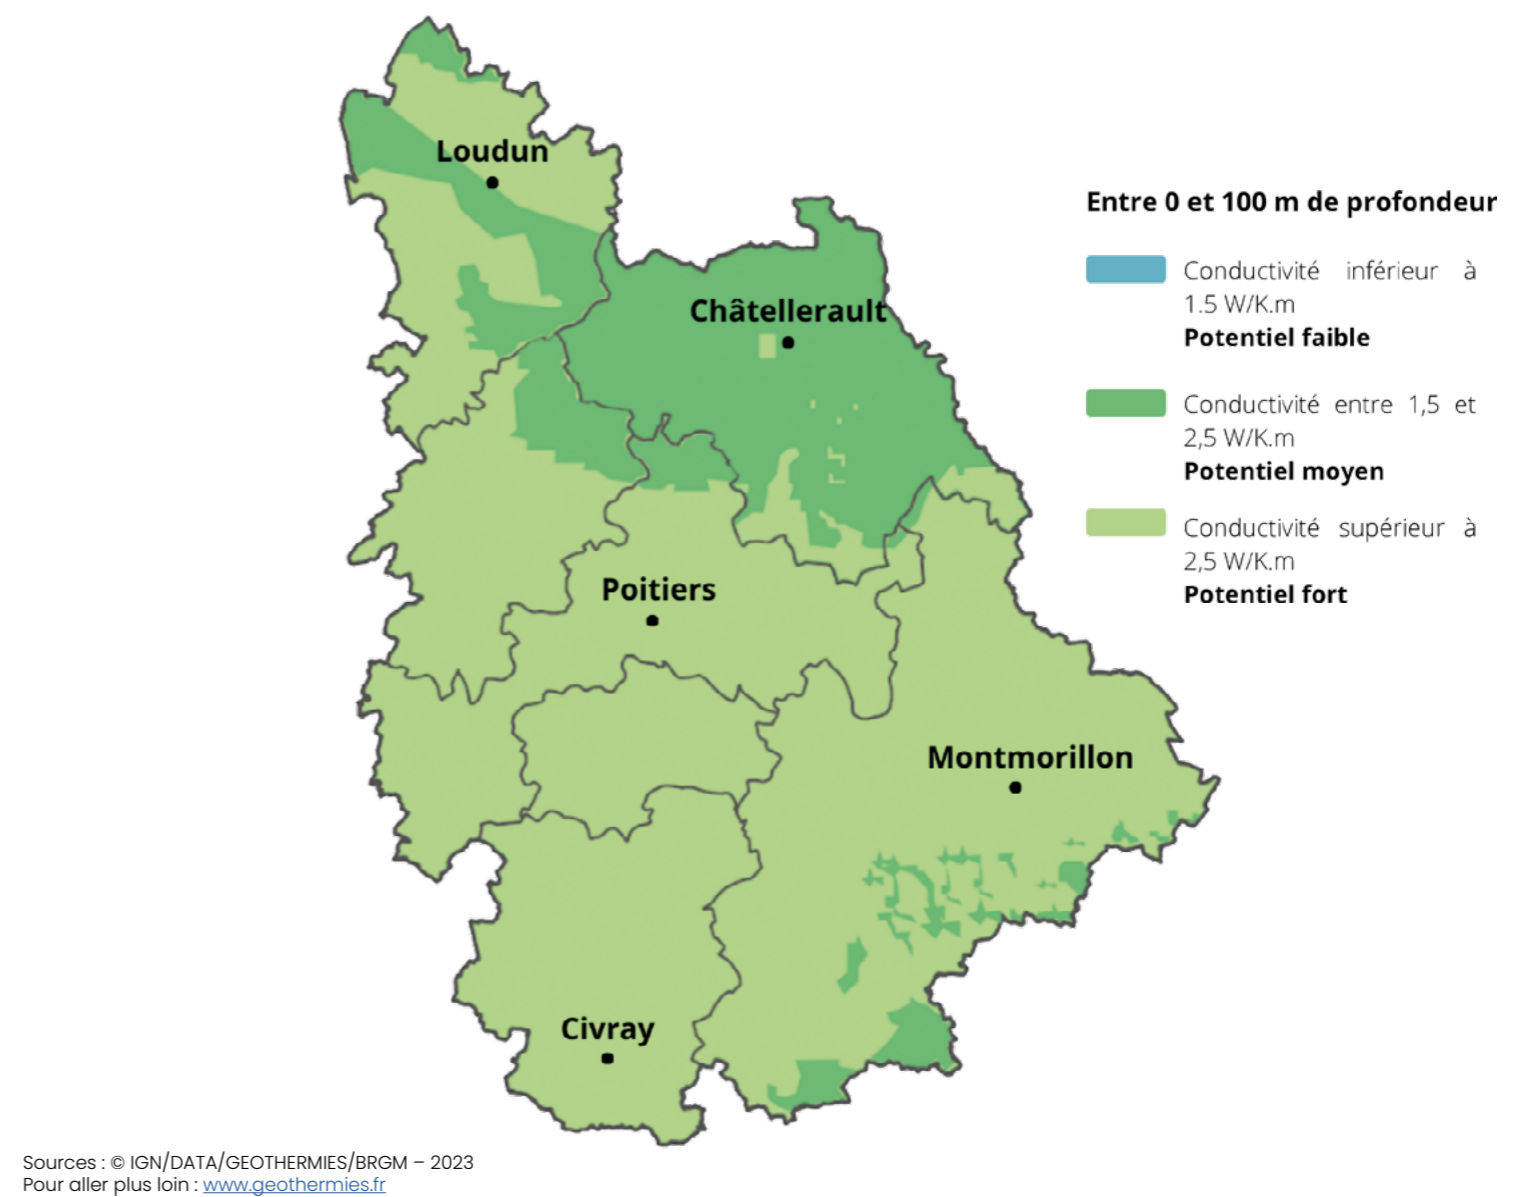 Loudun
Châtellerault
Poitiers
Montmorillon
Civray
Entre 0 et 100 m de profondeur
Conductivité inférieur à
1.5 W/K.m
Potentiel faible
Conductivité entre 1,5 et
2,5 W/K.m
Potentiel moyen
Conductivité supérieur à
2,5 W/K.m
Potentiel fort
Sources : © IGN/DATA/GEOTHERMIES/BRGM – 2023
Pour aller plus loin : www.geothermies.fr